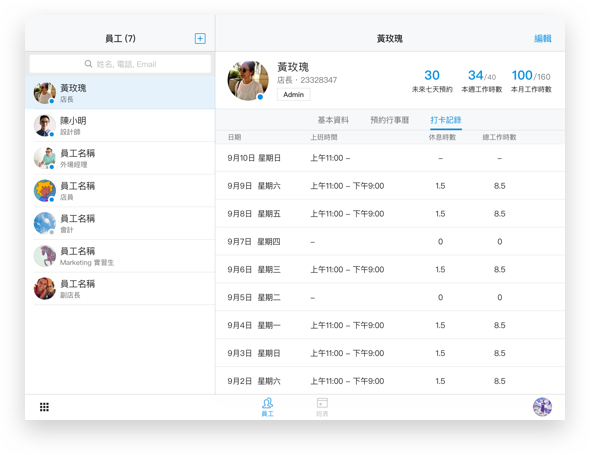 員工 (7)
姓名, 電話, Email
黃玫瑰
店長
陳小明
設計師
員工名稱
外場經理
員工名稱
店員
員工名稱
會計
員工名稱
Marketing 實習生
員工名稱
副店長
黃玫瑰
編輯
黃玫瑰
店長 · 23328347
Admin
30
未來七天預約
34/40
本週工作時數
100/160
本月工作時數
基本資料 預約行事曆 打卡記錄
日期 上班時間 休息時數 總工作時數
9月10日 星期日 上午11:00 – – –
9月9日 星期六 上午11:00 – 下午9:00 1.5 8.5
9月8日 星期五 上午11:00 – 下午9:00 1.5 8.5
9月7日 星期四 – 0 0
9月6日 星期三 上午11:00 – 下午9:00 1.5 8.5
9月5日 星期二 – 0 0
9月4日 星期一 上午11:00 – 下午9:00 1.5 8.5
9月3日 星期日 上午11:00 – 下午9:00 1.5 8.5
9月2日 星期六 上午11:00 – 下午9:00 1.5 8.5
員工
班表